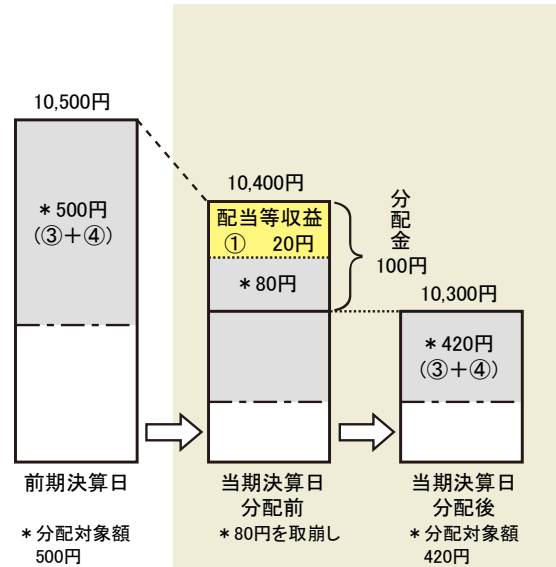 10,500円
＊500円
（③＋④）
10,400円
配当等収益
① 20円
＊80円
分配金
100円
10,300円
＊420円
（③＋④）
前期決算日
＊分配対象額
500円
当期決算日
分配前
＊80円を取崩し
当期決算日
分配後
＊分配対象額
420円